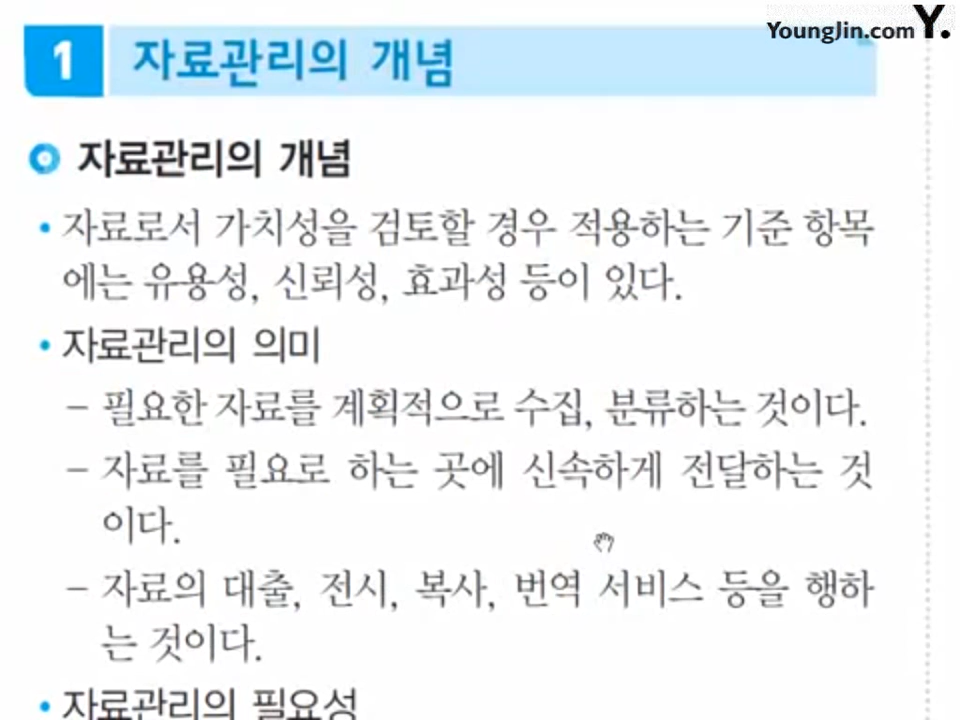 YoungJin.com Y.
1 자료관리의 개념
자료관리의 개념
• 자료로서 가치성을 검토할 경우 적용하는 기준 항목
에는 유용성, 신뢰성, 효과성 등이 있다.
• 자료관리의 의미
– 필요한 자료를 계획적으로 수집, 분류하는 것이다.
– 자료를 필요로 하는 곳에 신속하게 전달하는 것
이다.
– 자료의 대출, 전시, 복사, 번역 서비스 등을 행하
는 것이다.
• 자료관리의 필요성